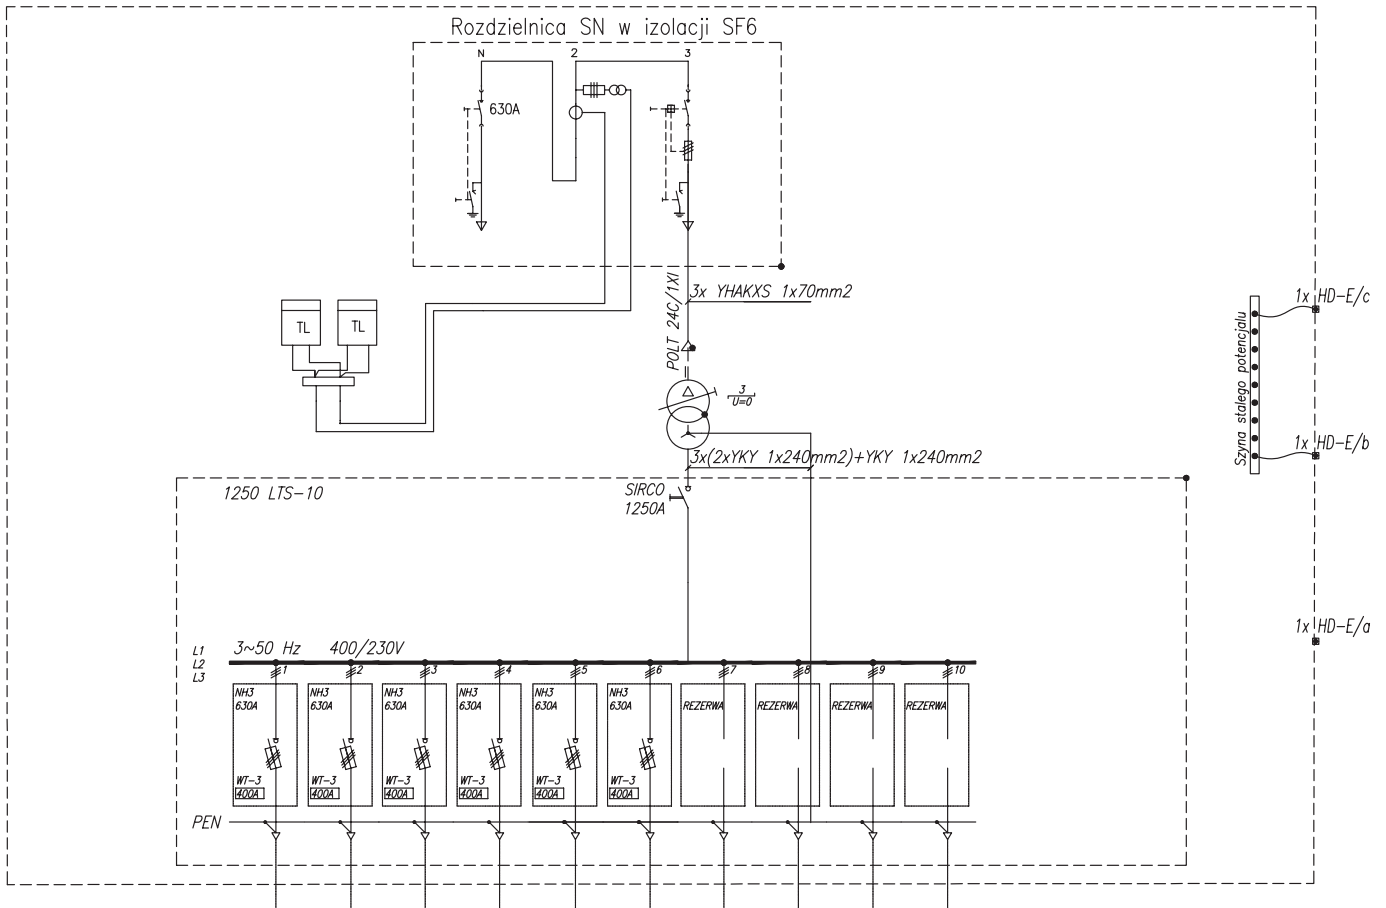 Rozdzielnica SN w izolacji SF6
N 2 3
630A
POLT 24C/1XI
3x YHAKXS 1x70mm2
TL TL
3
U=0
3x(2xYKY 1x240mm2)+YKY 1x240mm2
Szyna stalego potencjalu
1x HD-E/c
1x HD-E/b
1x HD-E/a
1250 LTS-10
SIRCO
1250A
L1
L2
L3
3~50 Hz 400/230V
1 2 3 4 5 6 7 8 9 10
NH3 NH3 NH3 NH3 NH3 NH3
630A 630A 630A 630A 630A 630A REZERWA REZERWA REZERWA REZERWA
WT-3 WT-3 WT-3 WT-3 WT-3 WT-3
400A 400A 400A 400A 400A 400A
PEN